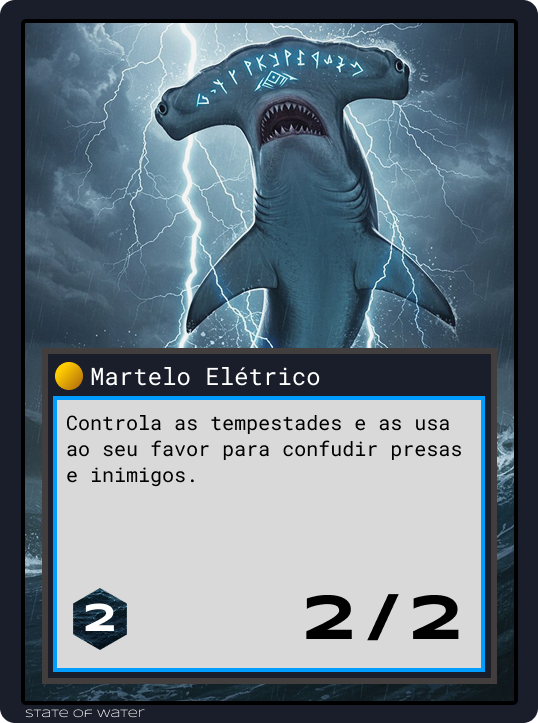 Martelo Elétrico
Controla as tempestades e as usa
ao seu favor para confudir presas
e inimigos.
2
2/2
STATE OF WATER